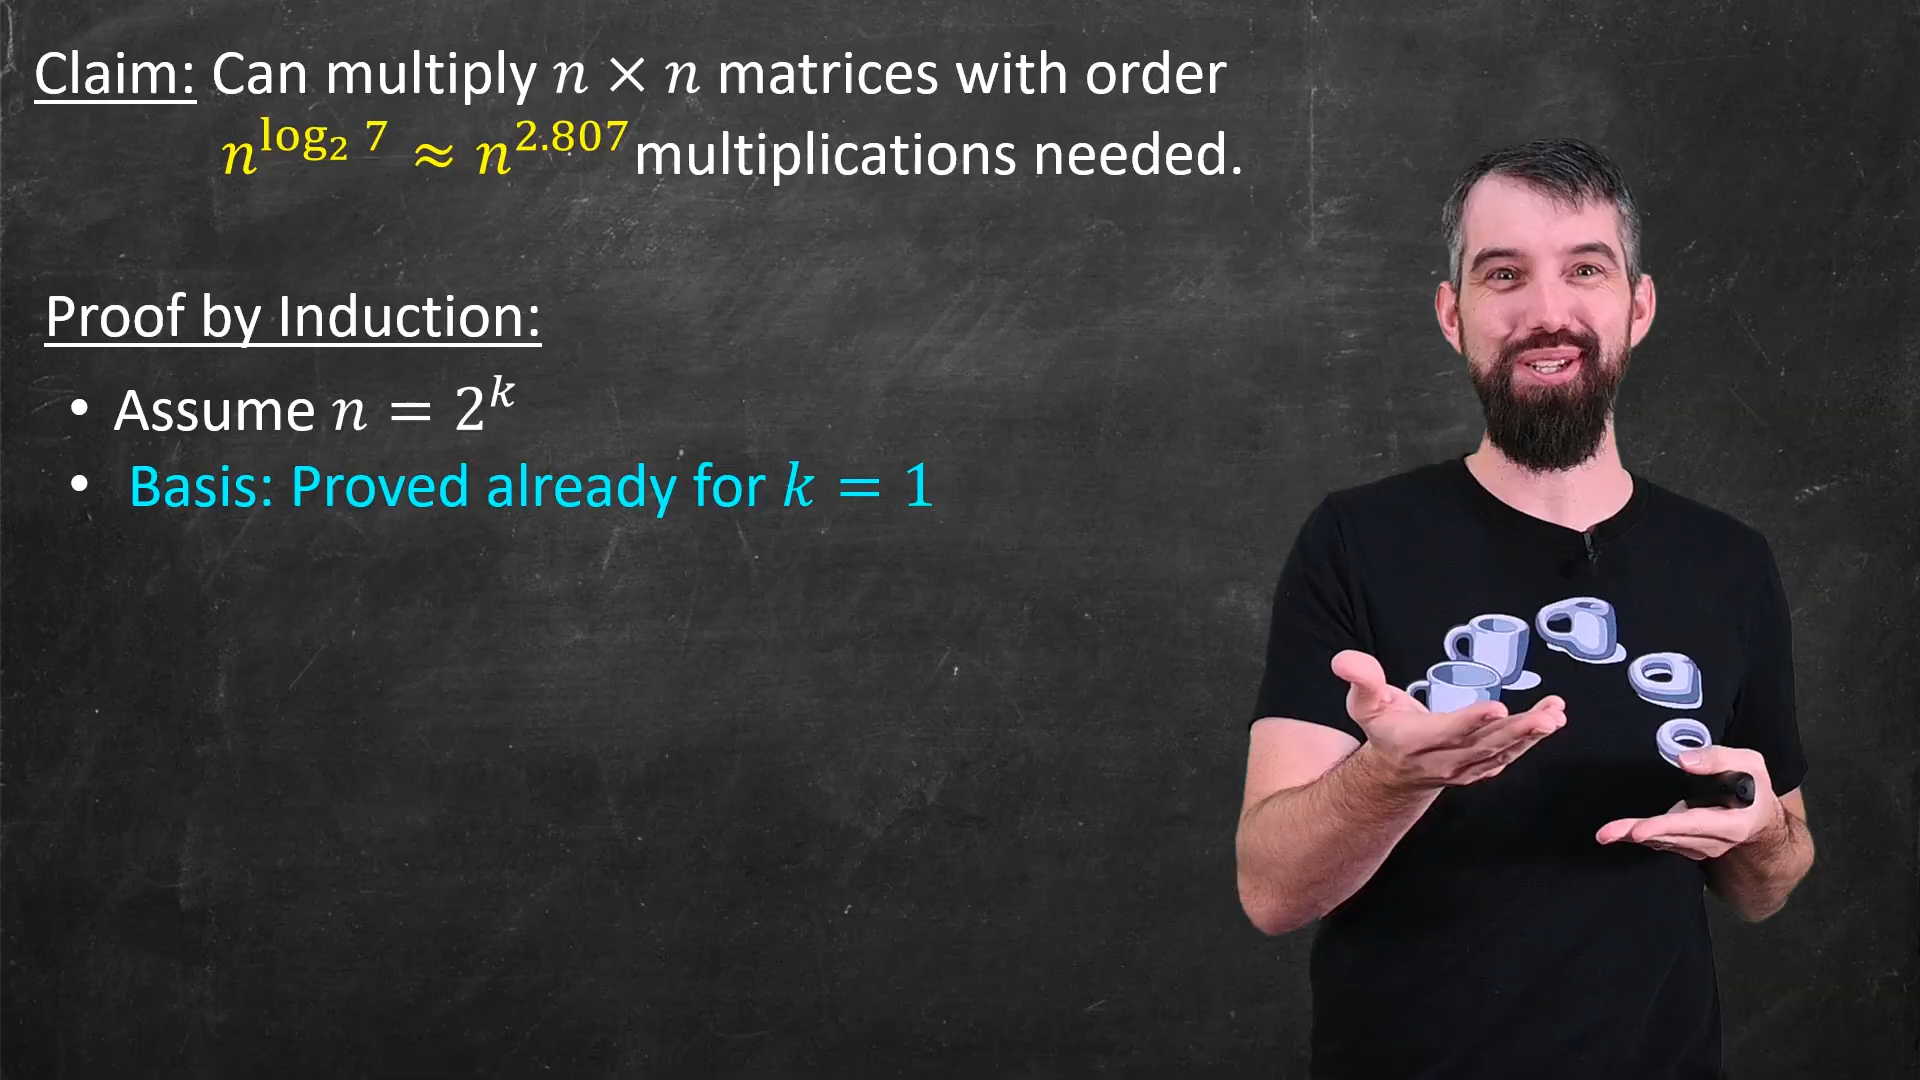 Claim: Can multiply n × n matrices with order
n^{log₂ 7} ≈ n^{2.807} multiplications needed.
Proof by Induction:
• Assume n = 2^k
• Basis: Proved already for k = 1